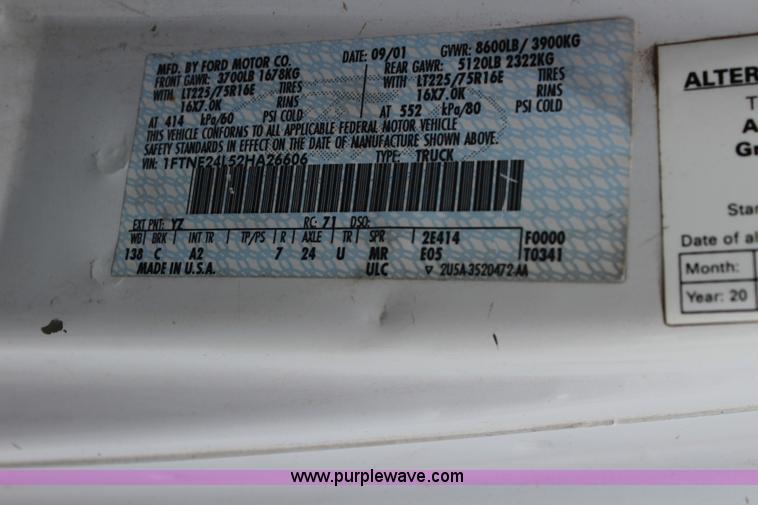 MFD. BY FORD MOTOR CO. DATE: 09/01 GVWR: 8600LB/ 3900KG
FRONT GAWR: 3700LB 1678KG REAR GAWR: 5120LB 2322KG
WITH LT225/75R16E TIRES WITH LT225/75R16E TIRES
16X7.0K RIMS 16X7.0K RIMS
AT 414 kPa/60 PSI COLD AT 552 kPa/80 PSI COLD
THIS VEHICLE CONFORMS TO ALL APPLICABLE FEDERAL MOTOR VEHICLE
SAFETY STANDARDS IN EFFECT ON THE DATE OF MANUFACTURE SHOWN ABOVE.
VIN: 1FTNE24L52HA26606 TYPE: TRUCK
EXT PNT: YZ RC: 71 DSO:
WB BRK INT TR TP/PS R AXLE TR SPR 2E414 F0000
138 C A2 7 24 U MR E05 T0341
MADE IN U.S.A. ULC ▽ 2U5A-3520472-AA
ALTER
T
A
Gr
Star
Date of al
Month:
Year: 20
www.purplewave.com